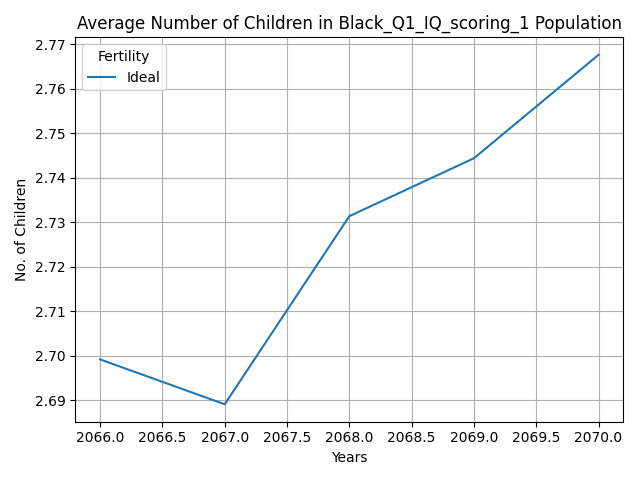 Average Number of Children in Black_Q1_IQ_scoring_1 Population
Fertility
Ideal
No. of Children
2.77
2.76
2.75
2.74
2.73
2.72
2.71
2.70
2.69
2066.0 2066.5 2067.0 2067.5 2068.0 2068.5 2069.0 2069.5 2070.0
Years